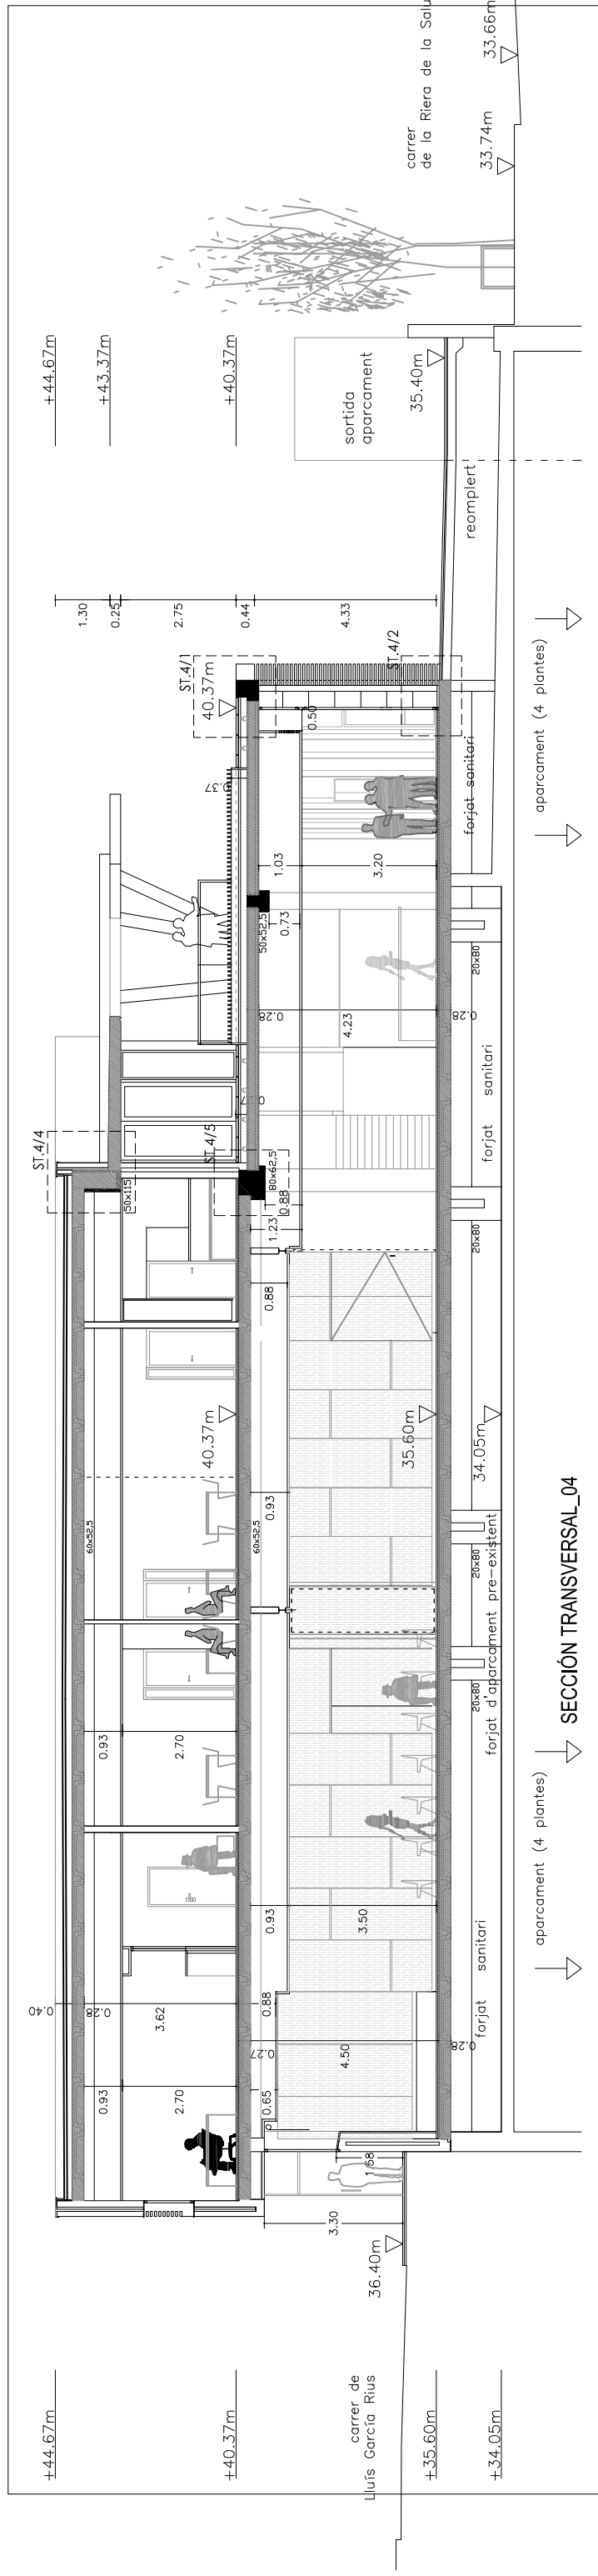 +44.67m
+40.37m
carrer de
Lluís García Rius
+35.60m
+34.05m
36.40m
3.30
1.58
0.93
2.70
0.65
0.40
0.28
3.62
0.88
0.27
4.50
0.28
forjat sanitari
0.93
3.50
aparcament (4 plantes)
0.93
2.70
20x80
forjat d'aparcament pre-existent
SECCIÓN TRANSVERSAL_04
60x52,5
60x52,5
0.93
20x80
40.37m
35.60m
34.05m
0.88
1.23
0.88
80x62,5
20x80
ST.4/4
50x115
ST.4/5
forjat sanitari
4.23
0.28
0.28
50x52,5
0.73
20x80
1.03
3.20
0.37
0.50
forjat sanitari
aparcament (4 plantes)
ST.4/1
40.37m
ST.4/2
1.30
0.25
2.75
0.44
4.33
reomplert
+44.67m
+43.37m
+40.37m
sortida
aparcament
35.40m
carrer
de la Riera de la Salu
33.74m
33.66m